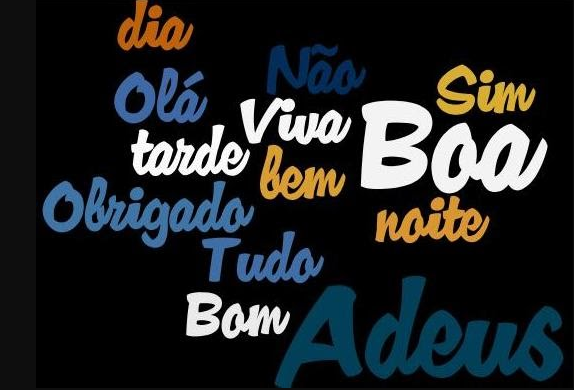 dia
Olá
Não
Sim
Viva
Boa
tarde
bem
Obrigado
noite
Tudo
Bom
Adeus